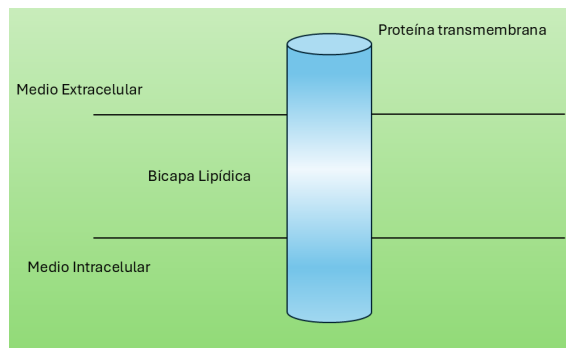 Proteína transmembrana
Medio Extracelular
Bicapa Lipídica
Medio Intracelular